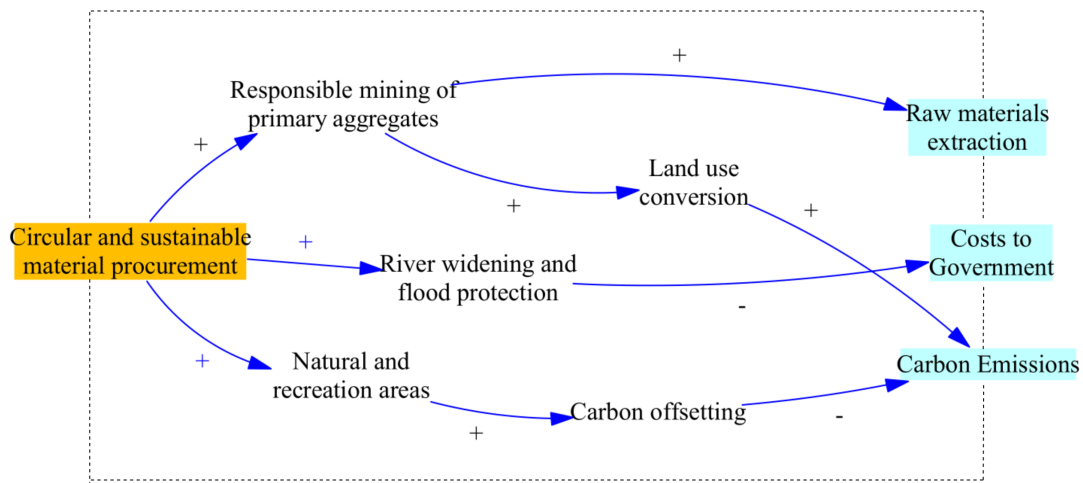 +
Responsible mining of
primary aggregates
Raw materials
extraction
+
Land use
conversion
+
+
Circular and sustainable
material procurement
+
River widening and
flood protection
Costs to
Government
-
+
Natural and
recreation areas
Carbon Emissions
Carbon offsetting
-
+